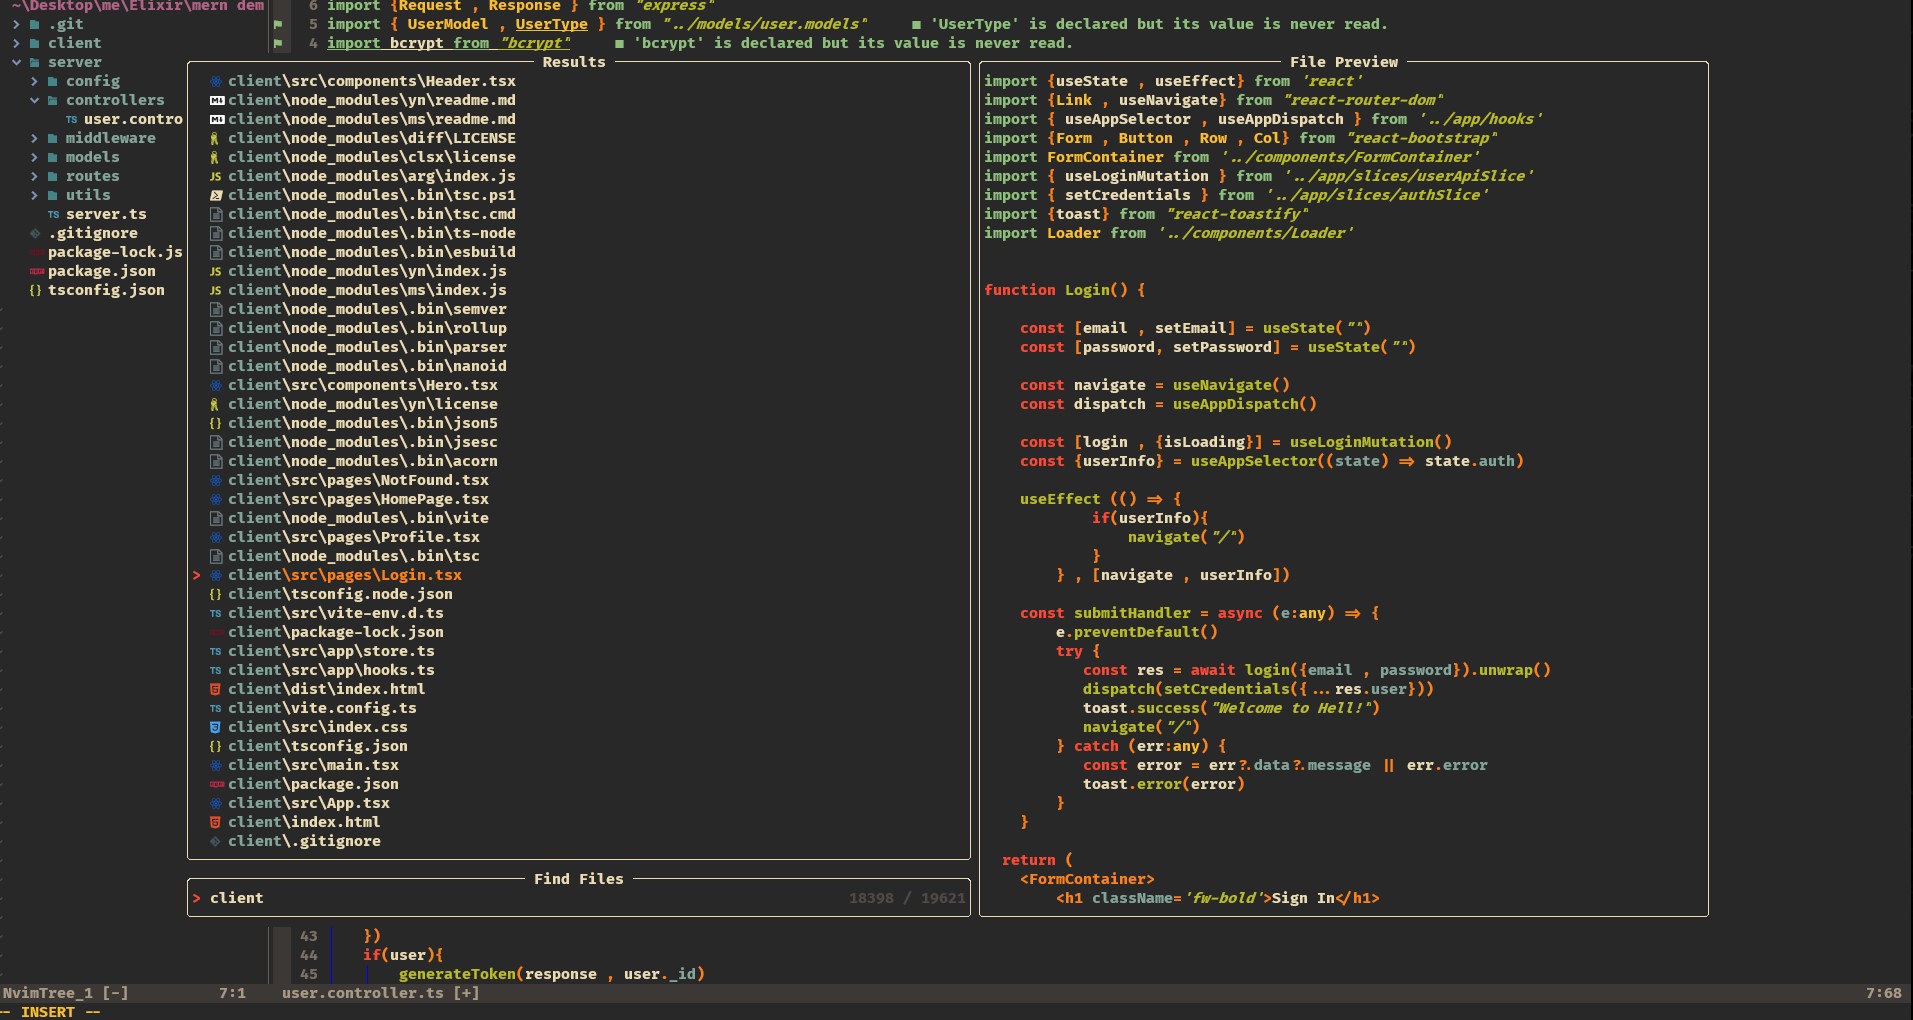 ~\Desktop\me\Elixir\mern dem
.git
client
server
config
controllers
TS user.contro
middleware
models
routes
utils
TS server.ts
.gitignore
package-lock.js
package.json
{} tsconfig.json
6 import {Request , Response } from "express"
5 import { UserModel , UserType } from "../models/user.models" ■ 'UserType' is declared but its value is never read.
4 import bcrypt from "bcrypt" ■ 'bcrypt' is declared but its value is never read.
Results
client\src\components\Header.tsx
client\node_modules\yn\readme.md
client\node_modules\ms\readme.md
client\node_modules\diff\LICENSE
client\node_modules\clsx\license
JS client\node_modules\arg\index.js
client\node_modules\.bin\tsc.ps1
client\node_modules\.bin\tsc.cmd
client\node_modules\.bin\ts-node
client\node_modules\.bin\esbuild
JS client\node_modules\yn\index.js
JS client\node_modules\ms\index.js
client\node_modules\.bin\semver
client\node_modules\.bin\rollup
client\node_modules\.bin\parser
client\node_modules\.bin\nanoid
client\src\components\Hero.tsx
client\node_modules\yn\license
{} client\node_modules\.bin\json5
client\node_modules\.bin\jsesc
client\node_modules\.bin\acorn
client\src\pages\NotFound.tsx
client\src\pages\HomePage.tsx
client\node_modules\.bin\vite
client\src\pages\Profile.tsx
client\node_modules\.bin\tsc
> client\src\pages\Login.tsx
{} client\tsconfig.node.json
TS client\src\vite-env.d.ts
client\package-lock.json
TS client\src\app\store.ts
TS client\src\app\hooks.ts
client\dist\index.html
TS client\vite.config.ts
client\src\index.css
{} client\tsconfig.json
client\src\main.tsx
client\package.json
client\src\App.tsx
client\index.html
client\.gitignore
Find Files
> client 18398 / 19621
File Preview
import {useState , useEffect} from 'react'
import {Link , useNavigate} from "react-router-dom"
import { useAppSelector , useAppDispatch } from '../app/hooks'
import {Form , Button , Row , Col} from "react-bootstrap"
import FormContainer from '../components/FormContainer'
import { useLoginMutation } from '../app/slices/userApiSlice'
import { setCredentials } from '../app/slices/authSlice'
import {toast} from "react-toastify"
import Loader from '../components/Loader'
function Login() {
const [email , setEmail] = useState("")
const [password, setPassword] = useState("")
const navigate = useNavigate()
const dispatch = useAppDispatch()
const [login , {isLoading}] = useLoginMutation()
const {userInfo} = useAppSelector((state) => state.auth)
useEffect (() => {
if(userInfo){
navigate("/")
}
} , [navigate , userInfo])
const submitHandler = async (e:any) => {
e.preventDefault()
try {
const res = await login({email , password}).unwrap()
dispatch(setCredentials({...res.user}))
toast.success("Welcome to Hell!")
navigate("/")
} catch (err:any) {
const error = err?.data?.message || err.error
toast.error(error)
}
}
return (
<FormContainer>
<h1 className='fw-bold'>Sign In</h1>
43 })
44 if(user){
45 generateToken(response , user._id)
NvimTree_1 [-] 7:1 user.controller.ts [+] 7:68
-- INSERT --